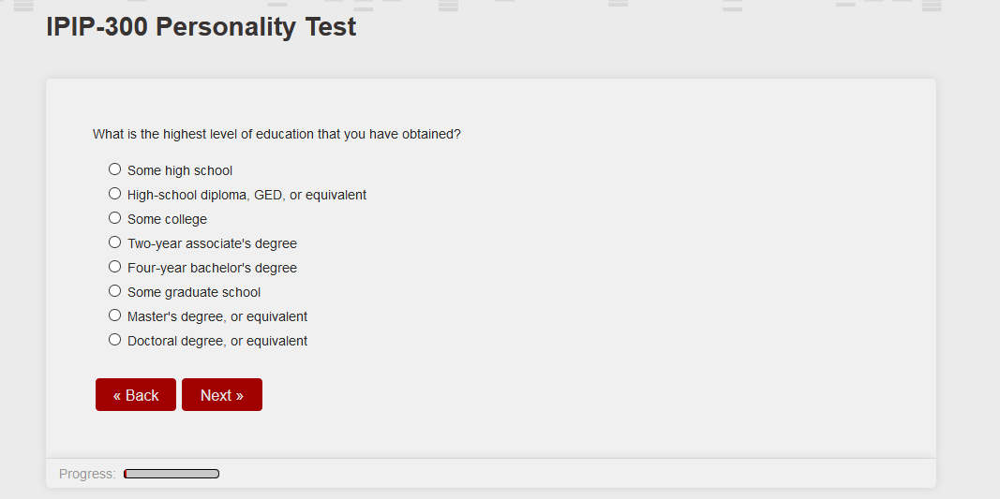 IPIP-300 Personality Test
What is the highest level of education that you have obtained?
Some high school
High-school diploma, GED, or equivalent
Some college
Two-year associate's degree
Four-year bachelor's degree
Some graduate school
Master's degree, or equivalent
Doctoral degree, or equivalent
« Back Next »
Progress: